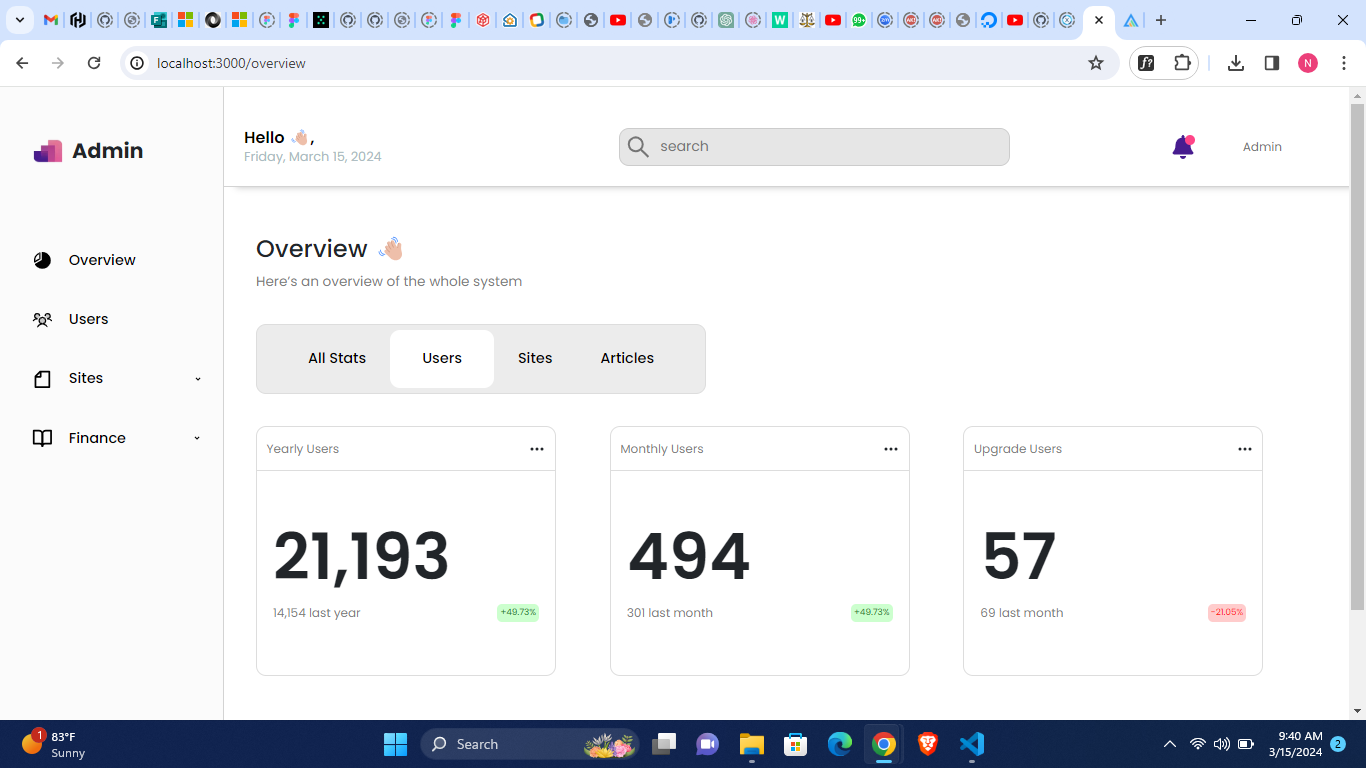 localhost:3000/overview
N
Admin
Hello 👋🏼,
Friday, March 15, 2024
search
Admin
Overview
Users
Sites
Finance
Overview 👋🏼
Here's an overview of the whole system
All Stats Users Sites Articles
Yearly Users
21,193
14,154 last year +49.73%
Monthly Users
494
301 last month +49.73%
Upgrade Users
57
69 last month -21.05%
1
83°F
Sunny
Search
9:40 AM
3/15/2024
2